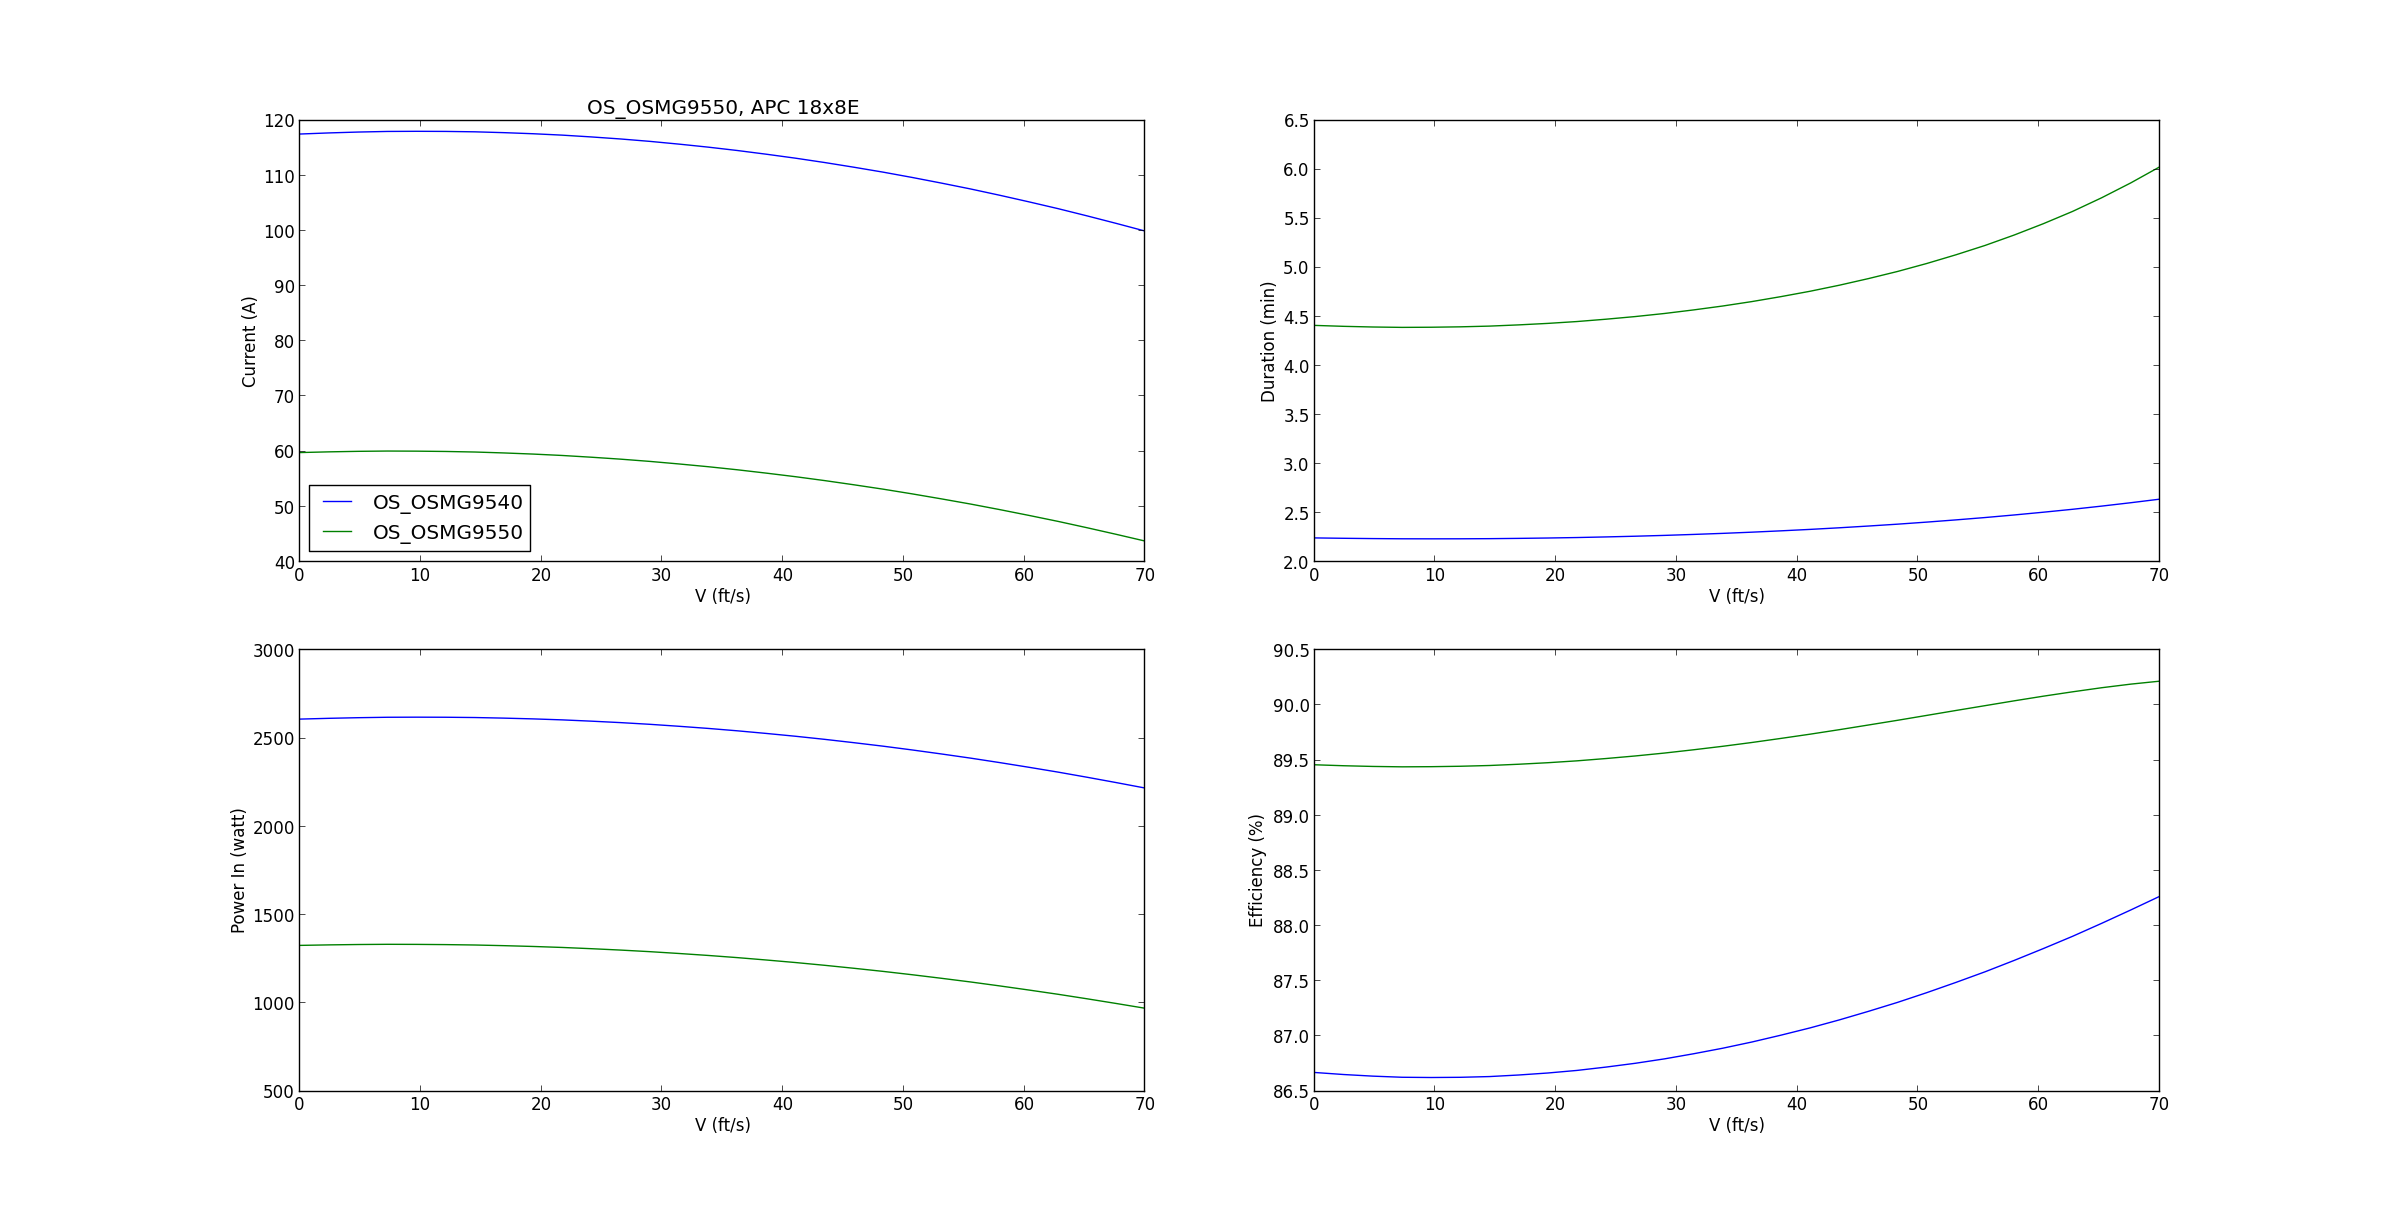 OS_OSMG9550, APC 18x8E
120
110
100
90
80
70
60
50
40
Current (A)
OS_OSMG9540
OS_OSMG9550
0 10 20 30 40 50 60 70
V (ft/s)
6.5
6.0
5.5
5.0
4.5
4.0
3.5
3.0
2.5
2.0
Duration (min)
0 10 20 30 40 50 60 70
V (ft/s)
3000
2500
2000
1500
1000
500
Power In (watt)
0 10 20 30 40 50 60 70
V (ft/s)
90.5
90.0
89.5
89.0
88.5
88.0
87.5
87.0
86.5
Efficiency (%)
0 10 20 30 40 50 60 70
V (ft/s)